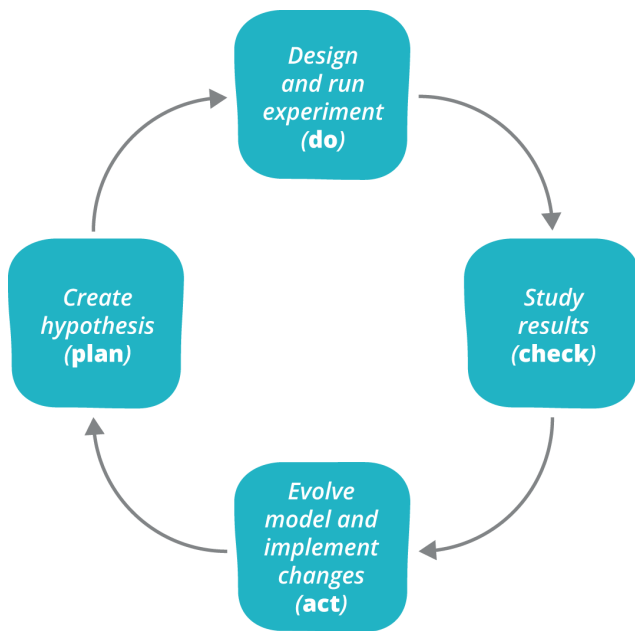 Design
and run
experiment
(do)
Create
hypothesis
(plan)
Study
results
(check)
Evolve
model and
implement
changes
(act)